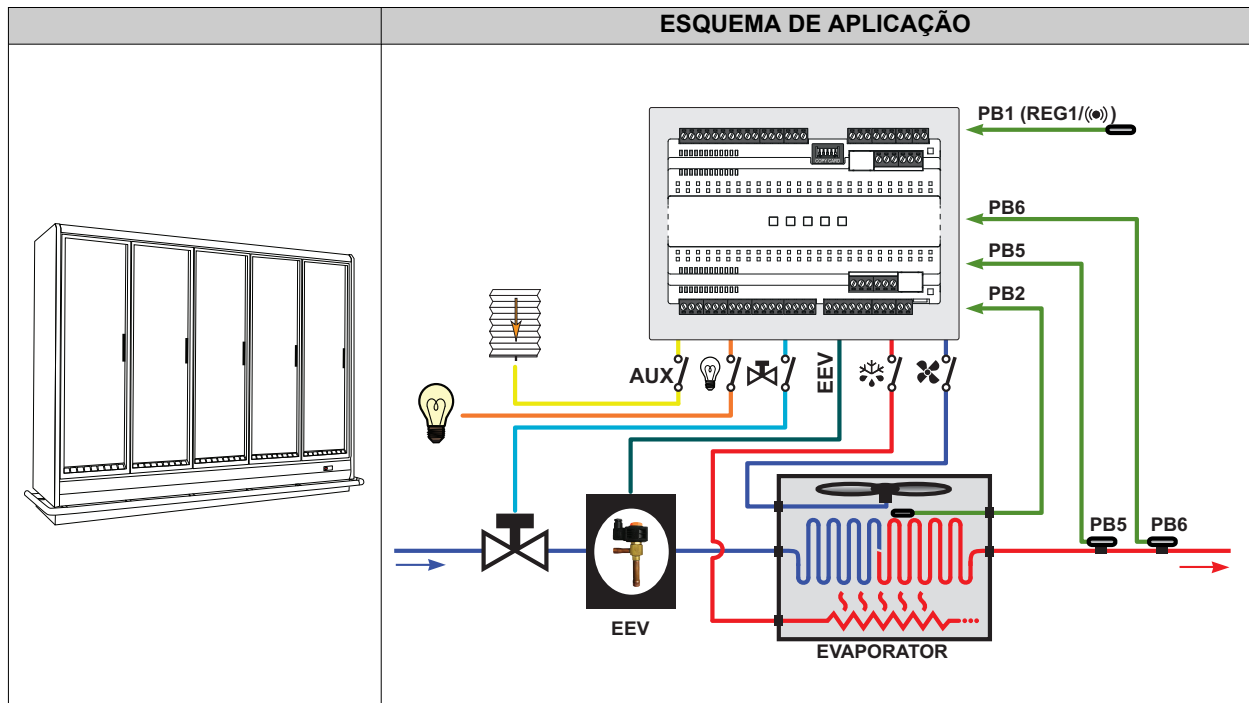 ESQUEMA DE APLICAÇÃO
PB1 (REG1/ )
COPY CARD
PB6
PB5
PB2
AUX
EEV
PB5
PB6
EEV
EVAPORATOR